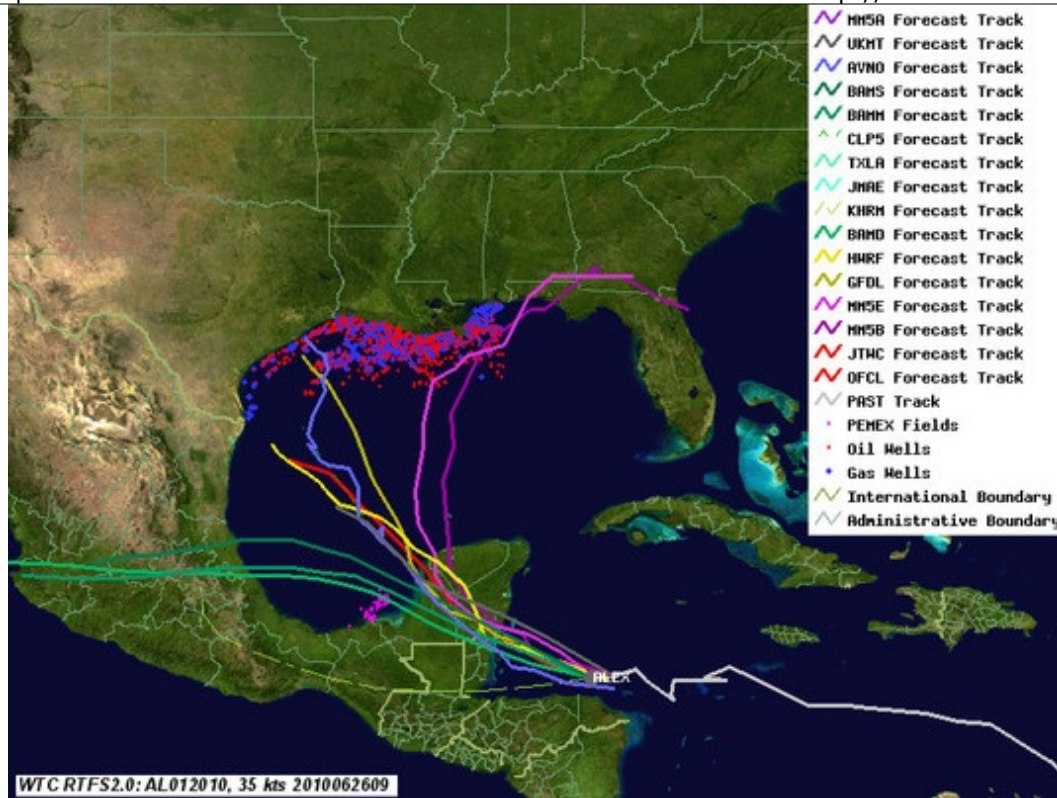 MM5A Forecast Track
UKMT Forecast Track
AVNO Forecast Track
BAMS Forecast Track
BAMM Forecast Track
CLP5 Forecast Track
TXLA Forecast Track
JMAE Forecast Track
KHRM Forecast Track
BAMD Forecast Track
HWRF Forecast Track
GFDL Forecast Track
MM5E Forecast Track
MM5B Forecast Track
JTWC Forecast Track
OFCL Forecast Track
PAST Track
PEMEX Fields
Oil Wells
Gas Wells
International Boundary
Administrative Boundary
ALEX
WTC RTFS2.0: AL012010, 35 kts 2010062609